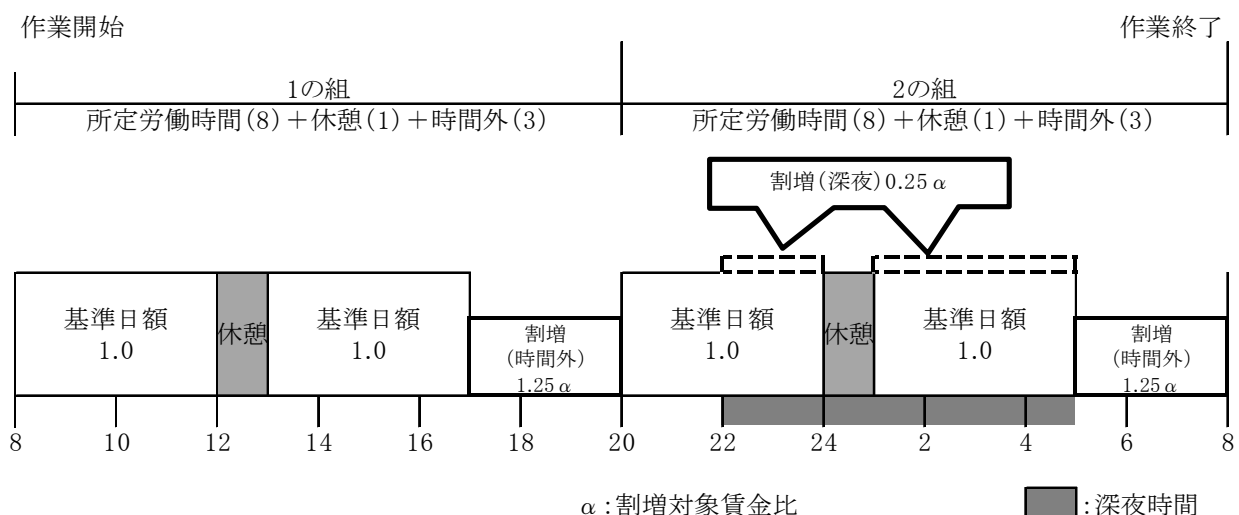 作業開始
作業終了
1の組
2の組
所定労働時間(8)+休憩(1)+時間外(3)
所定労働時間(8)+休憩(1)+時間外(3)
割増(深夜)0.25α
基準日額
1.0
休憩
基準日額
1.0
割増
(時間外)
1.25α
基準日額
1.0
休憩
基準日額
1.0
割増
(時間外)
1.25α
8 10 12 14 16 18 20 22 24 2 4 6 8
α:割増対象賃金比
:深夜時間